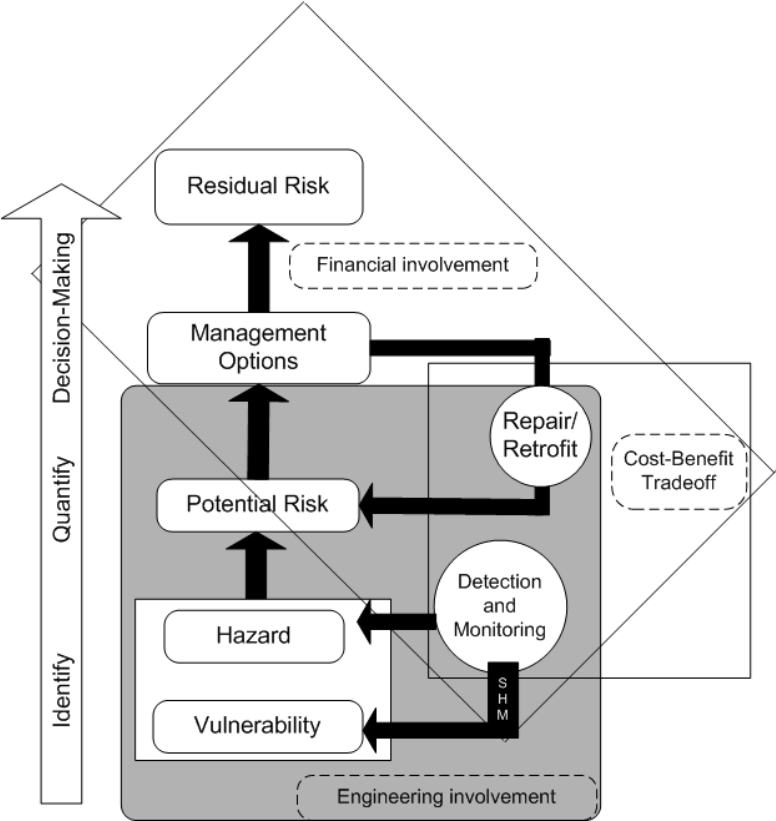 Residual Risk
Financial involvement
Decision-Making
Management
Options
Repair/
Retrofit
Cost-Benefit
Tradeoff
Quantify
Potential Risk
Detection
and
Monitoring
Hazard
Identify
SHM
Vulnerability
Engineering involvement